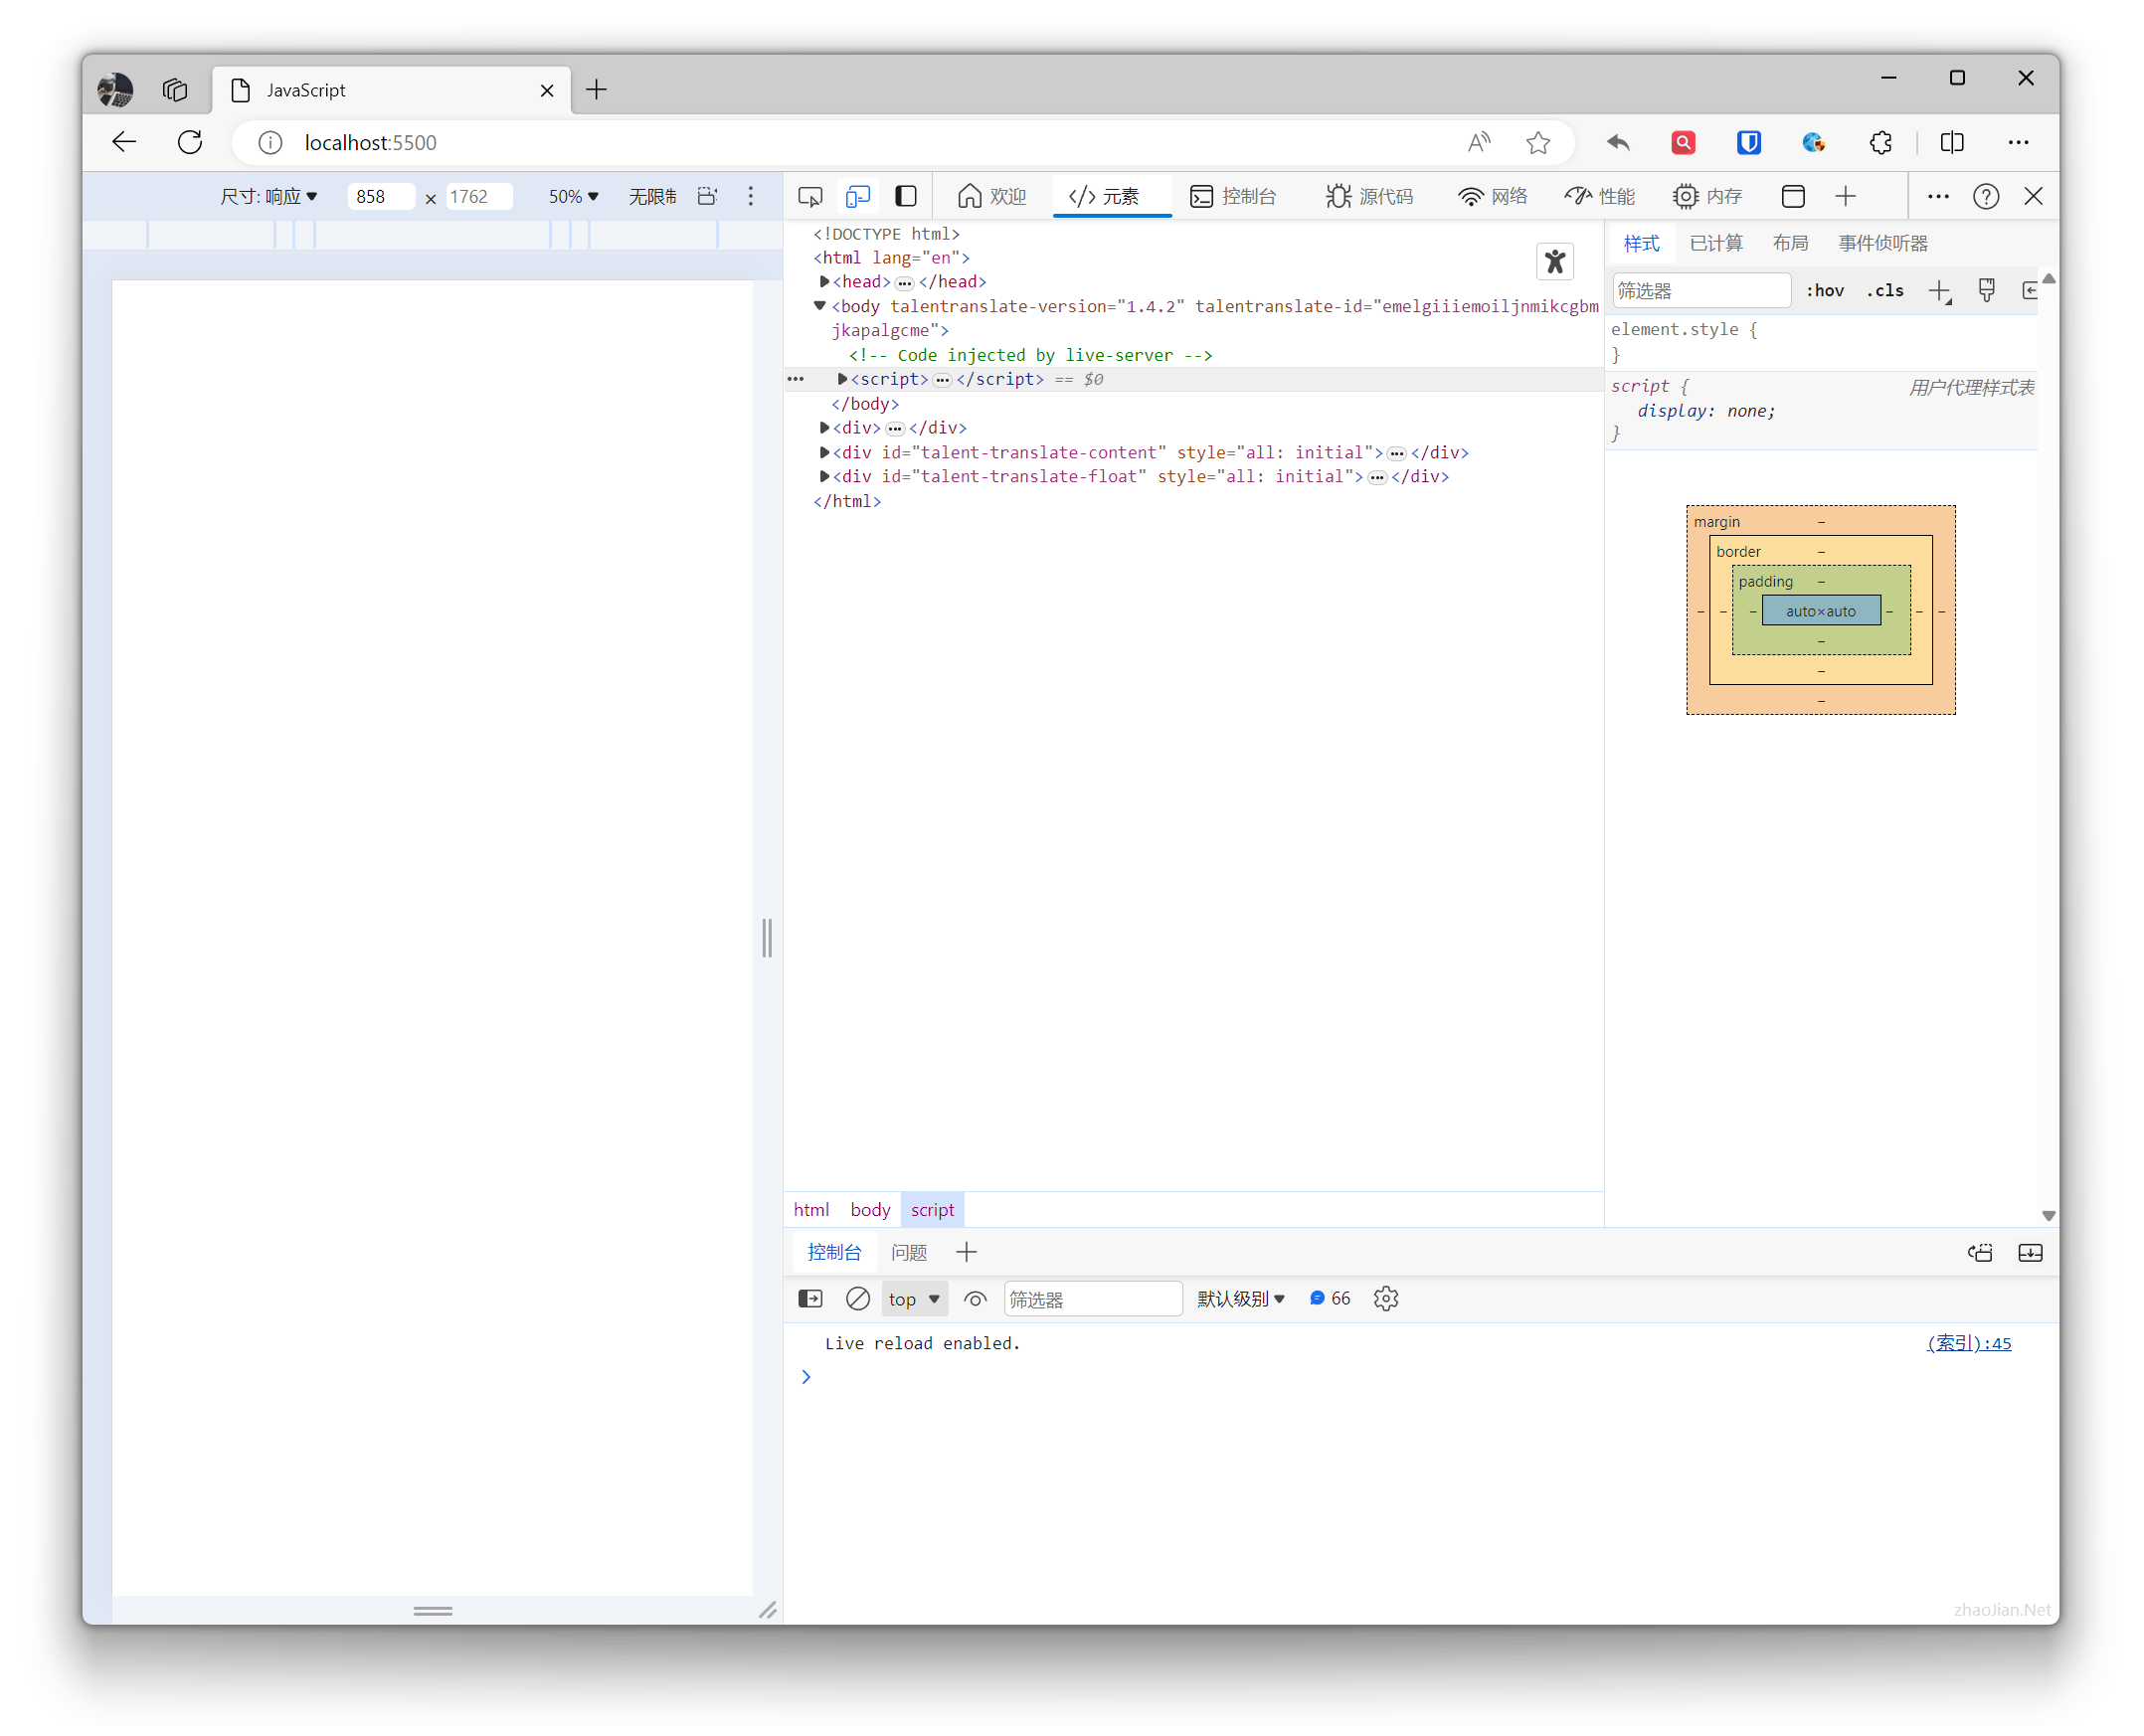 JavaScript
localhost:5500
尺寸: 响应 858 × 1762 50% 无限制
欢迎 元素 控制台 源代码 网络 性能 内存
<!DOCTYPE html>
<html lang="en">
<head>…</head>
<body talentranslate-version="1.4.2" talentranslate-id="emelgiiiemoiljnmikcgbm
jkapalgcme">
<!-- Code injected by live-server -->
<script>…</script> == $0
</body>
<div>…</div>
<div id="talent-translate-content" style="all: initial">…</div>
<div id="talent-translate-float" style="all: initial">…</div>
</html>
html body script
样式 已计算 布局 事件侦听器
筛选器 :hov .cls
element.style {
}
script { 用户代理样式表
display: none;
}
margin –
border –
padding –
– – – auto×auto – – –
–
–
–
控制台 问题
top 筛选器 默认级别 66
Live reload enabled. (索引):45
zhaoJian.Net